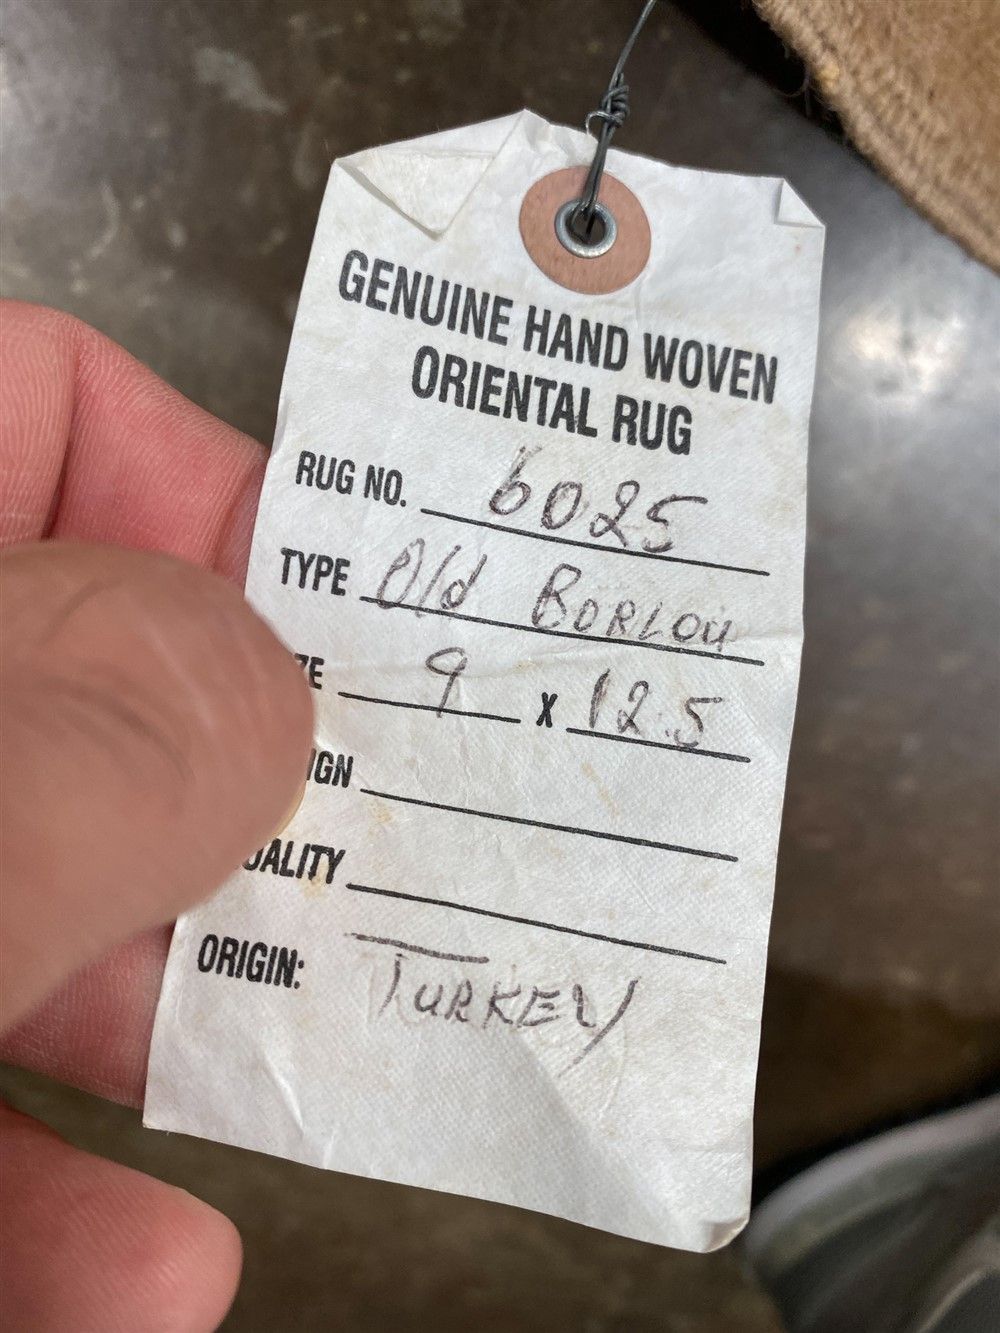 GENUINE HAND WOVEN
ORIENTAL RUG
RUG NO. 6025
TYPE Old BORLOU
ZE 9 X 12.5
IGN
UALITY
ORIGIN: TURKEY